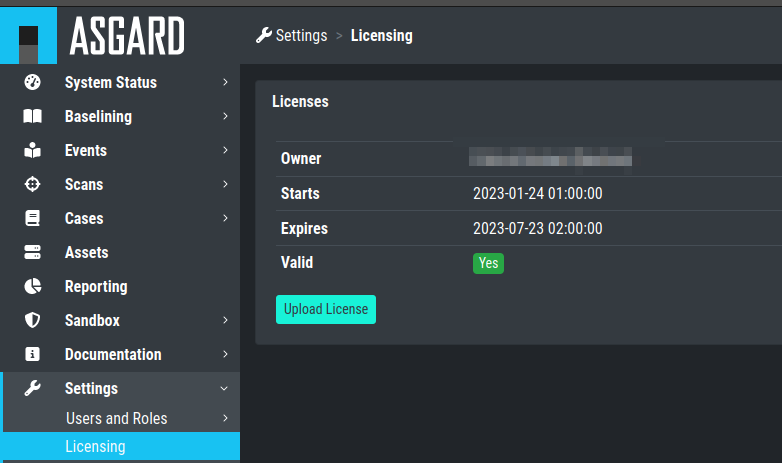 ASGARD
Settings > Licensing
System Status
Baselining
Events
Scans
Cases
Assets
Reporting
Sandbox
Documentation
Settings
Users and Roles
Licensing
Licenses
Owner
Starts 2023-01-24 01:00:00
Expires 2023-07-23 02:00:00
Valid Yes
Upload License